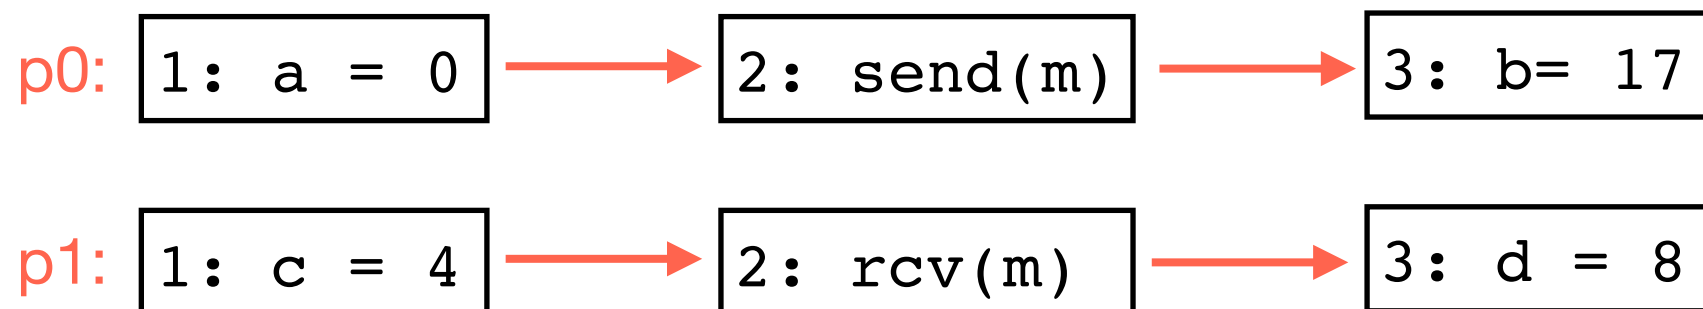 p0: 1: a = 0 2: send(m) 3: b= 17
p1: 1: c = 4 2: rcv(m) 3: d = 8